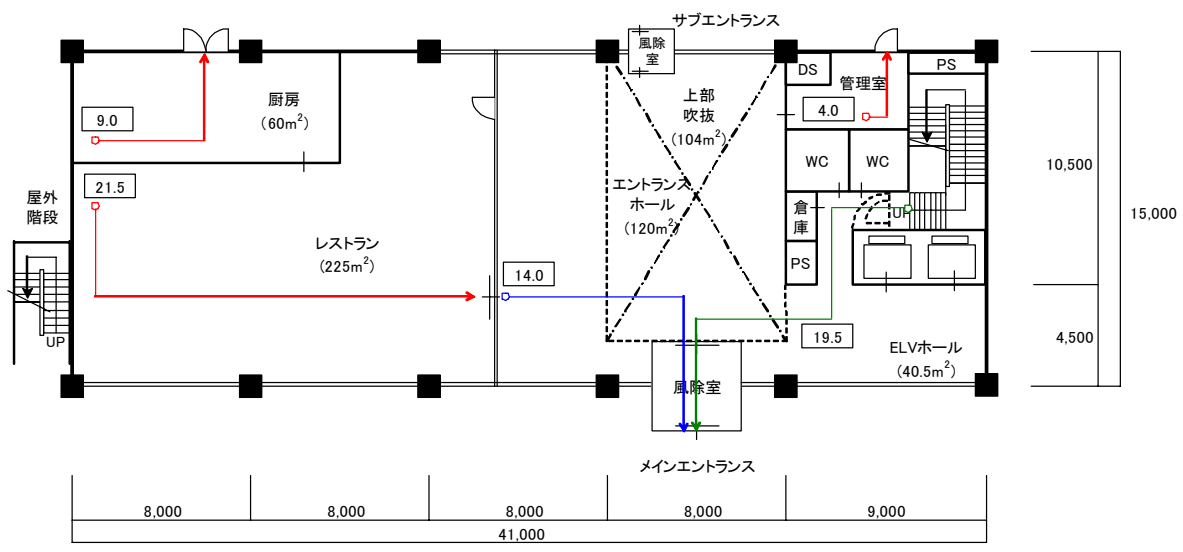 サブエントランス
風除
室
DS
PS
管理室
厨房
（60m²）
9.0
上部
吹抜
（104m²）
4.0
WC
WC
屋外
階段
21.5
エントランス
ホール
（120m²）
倉
庫
UP
レストラン
（225m²）
14.0
PS
UP
19.5
ELVホール
（40.5m²）
風除室
メインエントランス
10,500
15,000
4,500
8,000
8,000
8,000
8,000
9,000
41,000